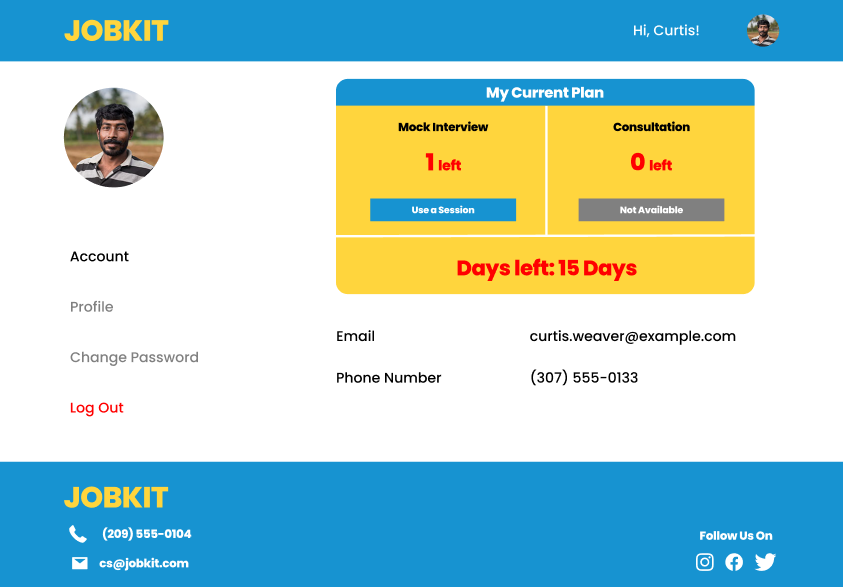 JOBKIT
Hi, Curtis!
My Current Plan
Mock Interview
1 left
Use a Session
Consultation
0 left
Not Available
Days left: 15 Days
Account
Profile
Change Password
Log Out
Email
curtis.weaver@example.com
Phone Number
(307) 555-0133
JOBKIT
(209) 555-0104
cs@jobkit.com
Follow Us On